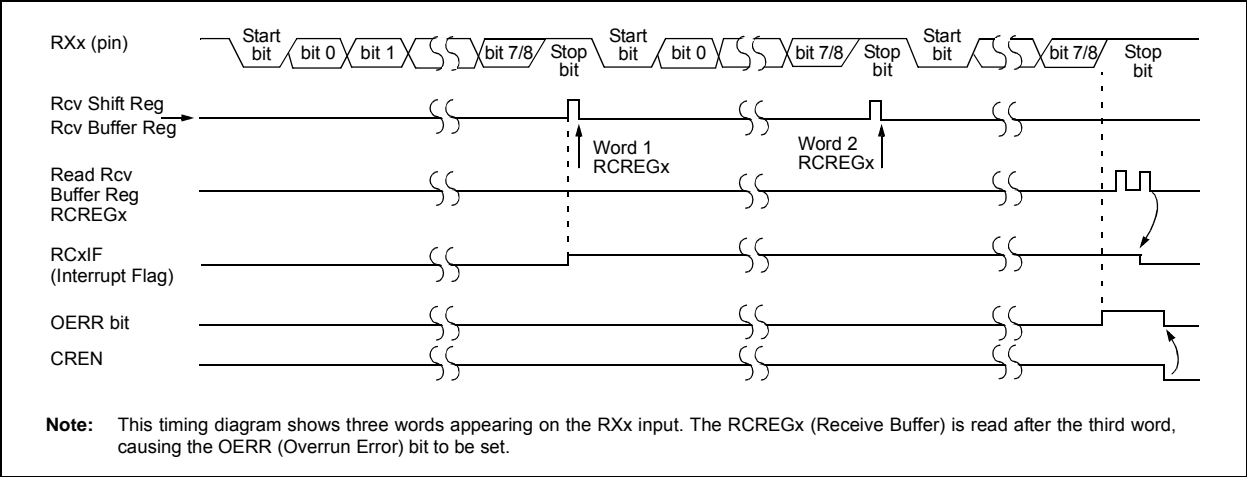 RXx (pin)
Start bit
bit 0
bit 1
bit 7/8
Stop bit
Start bit
bit 0
bit 7/8
Stop bit
Start bit
bit 7/8
Stop bit
Rcv Shift Reg
Rcv Buffer Reg
Word 1
RCREGx
Word 2
RCREGx
Read Rcv
Buffer Reg
RCREGx
RCxIF
(Interrupt Flag)
OERR bit
CREN
Note: This timing diagram shows three words appearing on the RXx input. The RCREGx (Receive Buffer) is read after the third word,
causing the OERR (Overrun Error) bit to be set.